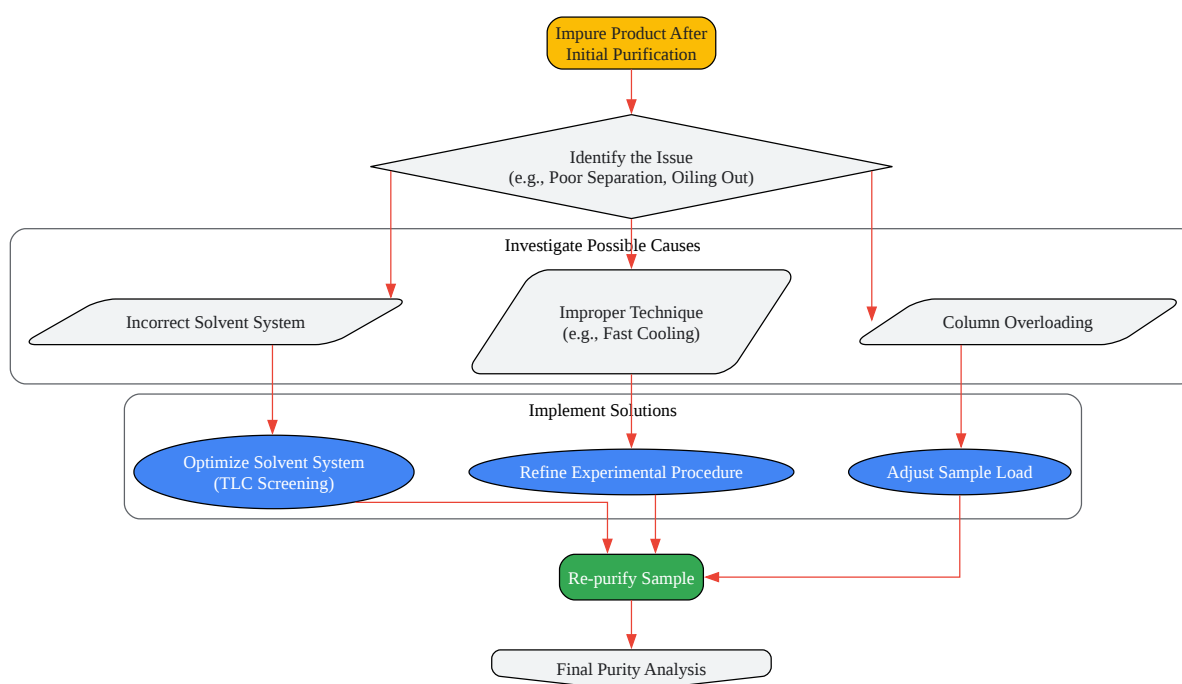 Impure Product After
Initial Purification
Identify the Issue
(e.g., Poor Separation, Oiling Out)
Investigate Possible Causes
Incorrect Solvent System
Improper Technique
(e.g., Fast Cooling)
Column Overloading
Implement Solutions
Optimize Solvent System
(TLC Screening)
Refine Experimental Procedure
Adjust Sample Load
Re-purify Sample
Final Purity Analysis